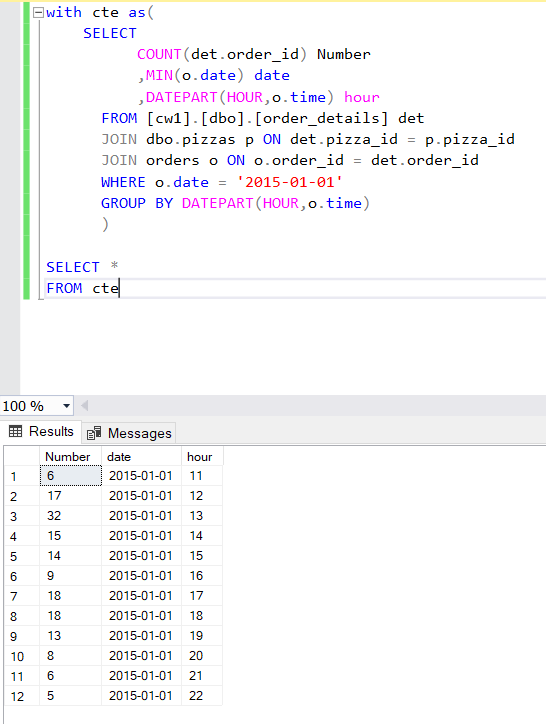 with cte as(
SELECT
COUNT(det.order_id) Number
,MIN(o.date) date
,DATEPART(HOUR,o.time) hour
FROM [cw1].[dbo].[order_details] det
JOIN dbo.pizzas p ON det.pizza_id = p.pizza_id
JOIN orders o ON o.order_id = det.order_id
WHERE o.date = '2015-01-01'
GROUP BY DATEPART(HOUR,o.time)
)
SELECT *
FROM cte
100 %
Results Messages
Number date hour
1 6 2015-01-01 11
2 17 2015-01-01 12
3 32 2015-01-01 13
4 15 2015-01-01 14
5 14 2015-01-01 15
6 9 2015-01-01 16
7 18 2015-01-01 17
8 18 2015-01-01 18
9 13 2015-01-01 19
10 8 2015-01-01 20
11 6 2015-01-01 21
12 5 2015-01-01 22